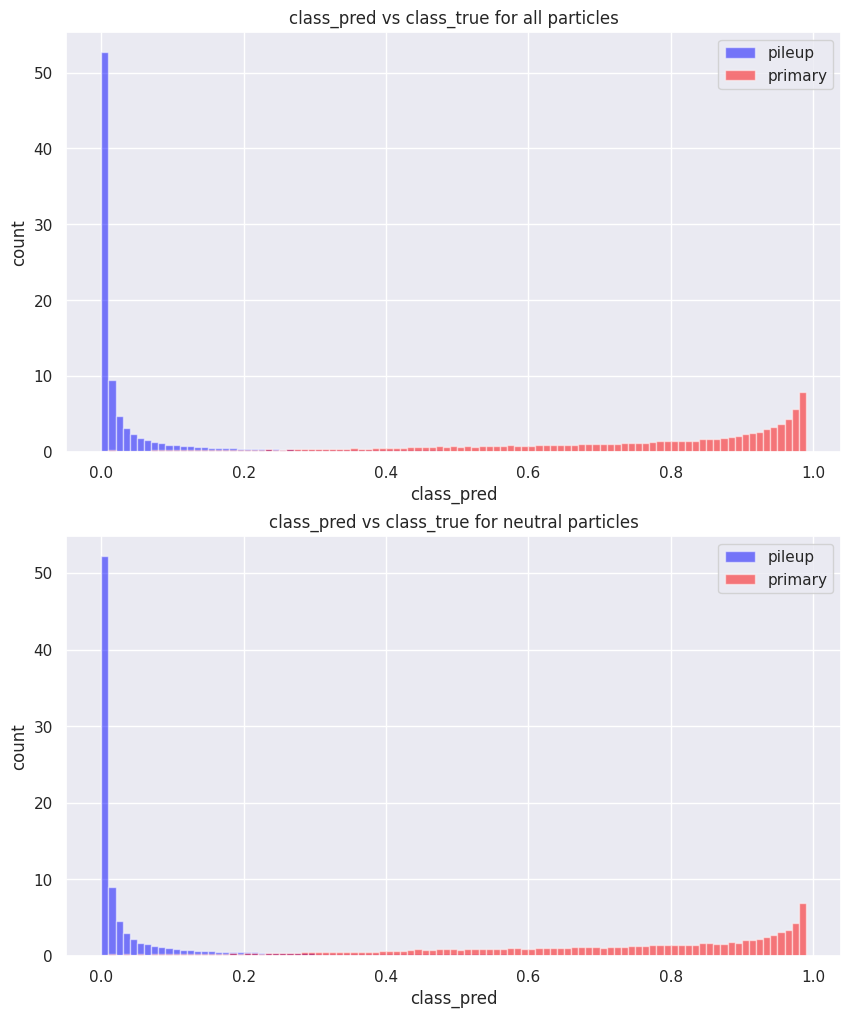 class_pred vs class_true for all particles
pileup
primary
count
50
40
30
20
10
0
0.0 0.2 0.4 0.6 0.8 1.0
class_pred
class_pred vs class_true for neutral particles
pileup
primary
count
50
40
30
20
10
0
0.0 0.2 0.4 0.6 0.8 1.0
class_pred